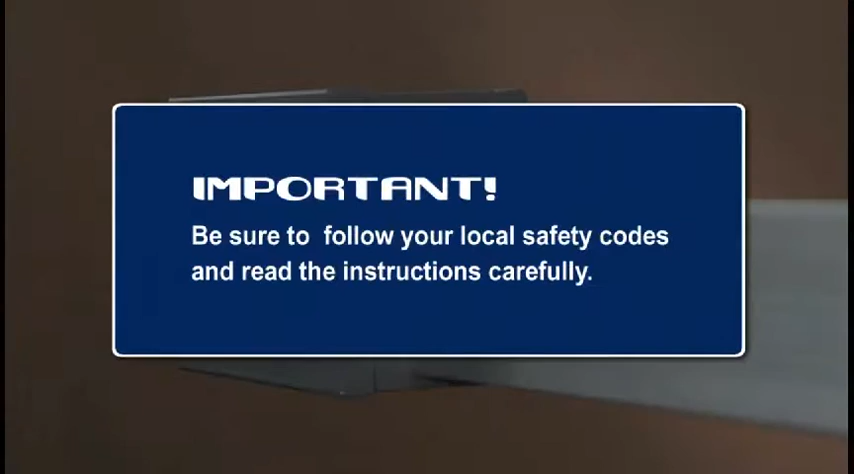 IMPORTANT!
Be sure to  follow your local safety codes
and read the instructions carefully.